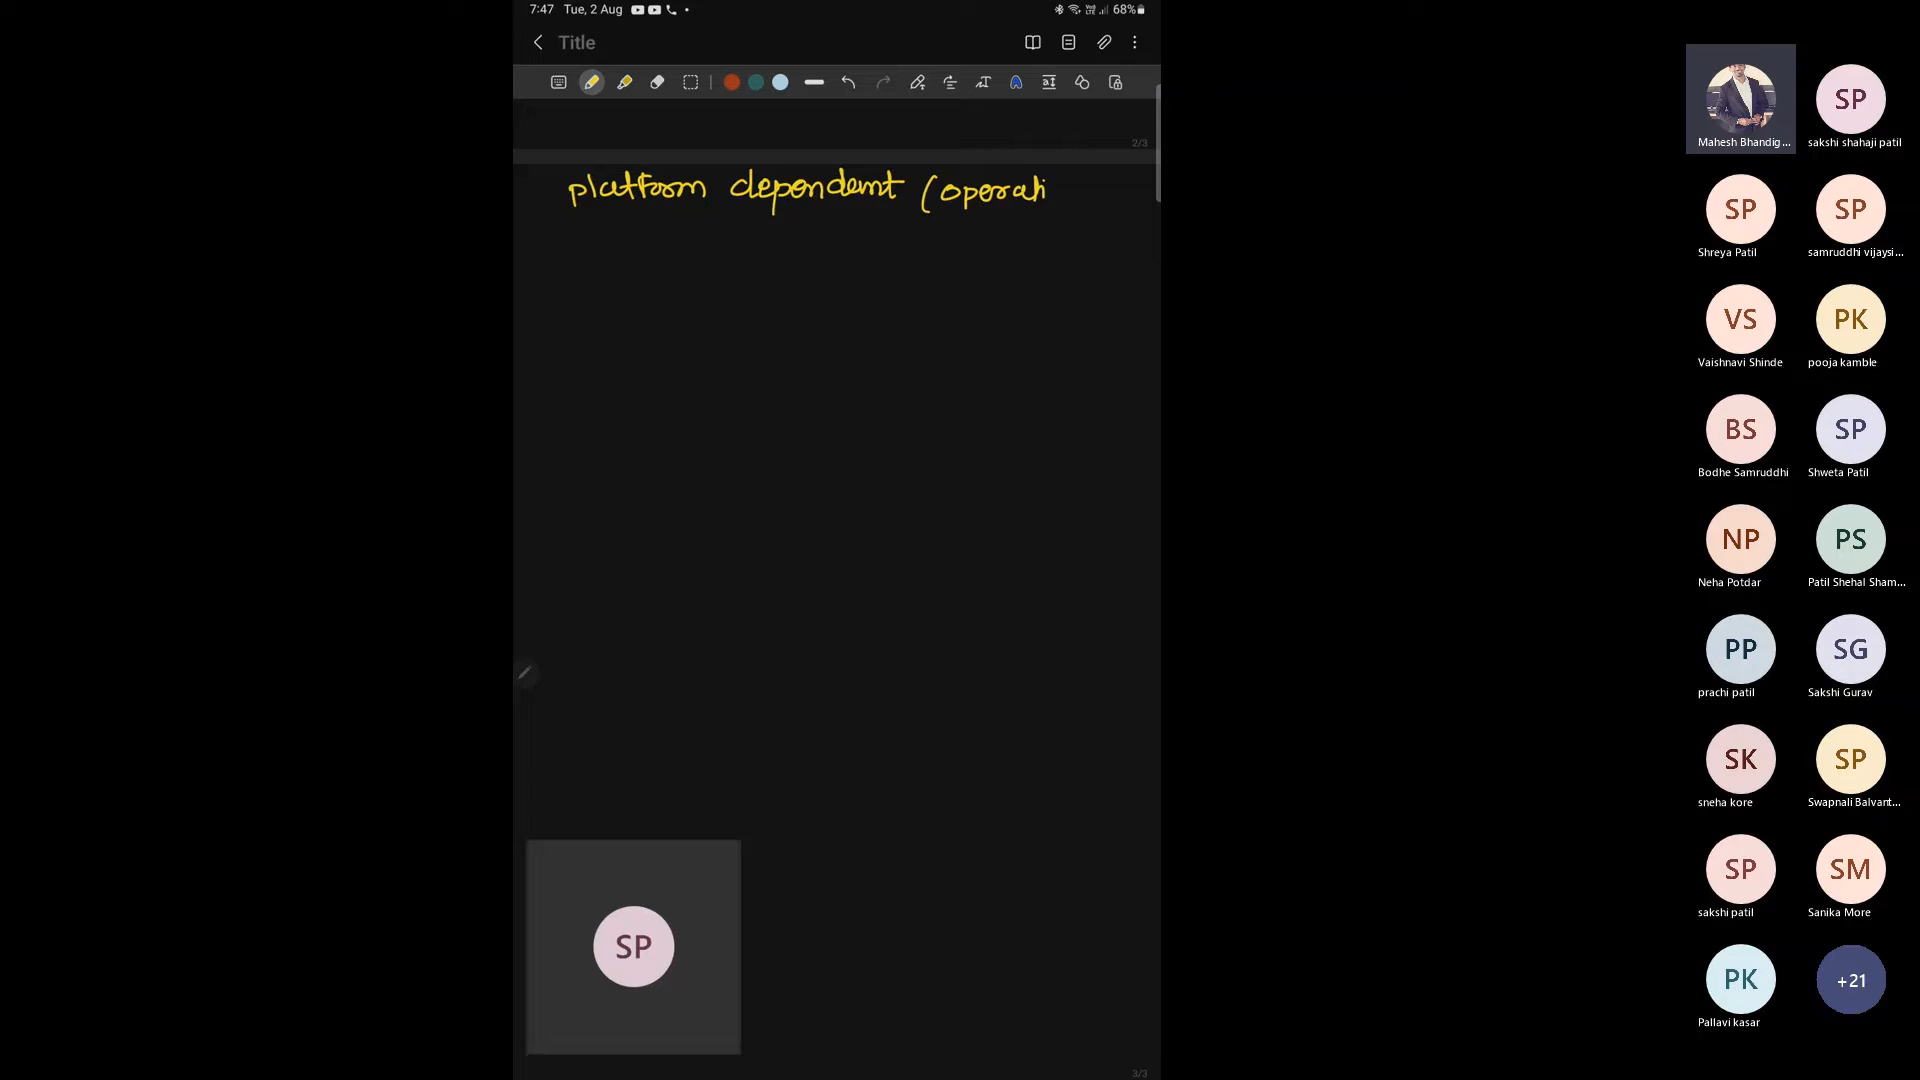 7:47 Tue, 2 Aug
68%
Title
2/3
platform dependemt (operati
SP
3/3
Mahesh Bhandig...
SP
sakshi shahaji patil
SP
Shreya Patil
SP
samruddhi vijaysi...
VS
Vaishnavi Shinde
PK
pooja kamble
BS
Bodhe Samruddhi
SP
Shweta Patil
NP
Neha Potdar
PS
Patil Shehal Sham...
PP
prachi patil
SG
Sakshi Gurav
SK
sneha kore
SP
Swapnali Balvant...
SP
sakshi patil
SM
Sanika More
PK
Pallavi kasar
+21